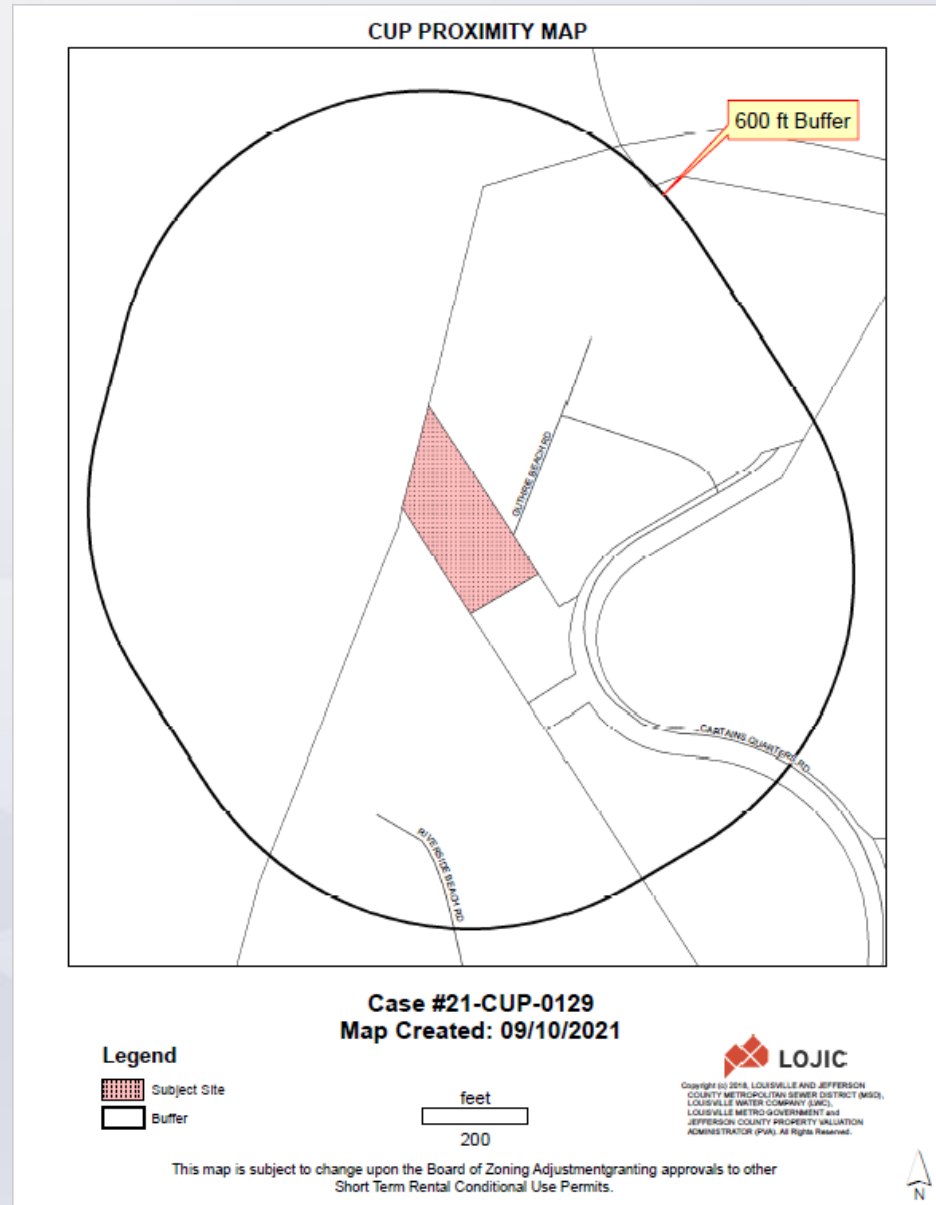 CUP PROXIMITY MAP
600 ft Buffer
GUTHRIE BEACH RD
CAPTAINS QUARTERS RD
RIVERSIDE BEACH RD
Case #21-CUP-0129
Map Created: 09/10/2021
Legend
Subject Site
Buffer
feet
200
LOJIC
Copyright (c) 2018, LOUISVILLE AND JEFFERSON
COUNTY METROPOLITAN SEWER DISTRICT (MSD),
LOUISVILLE WATER COMPANY (LWC),
LOUISVILLE METRO GOVERNMENT and
JEFFERSON COUNTY PROPERTY VALUATION
ADMINISTRATOR (PVA). All Rights Reserved.
This map is subject to change upon the Board of Zoning Adjustmentgranting approvals to other
Short Term Rental Conditional Use Permits.
N